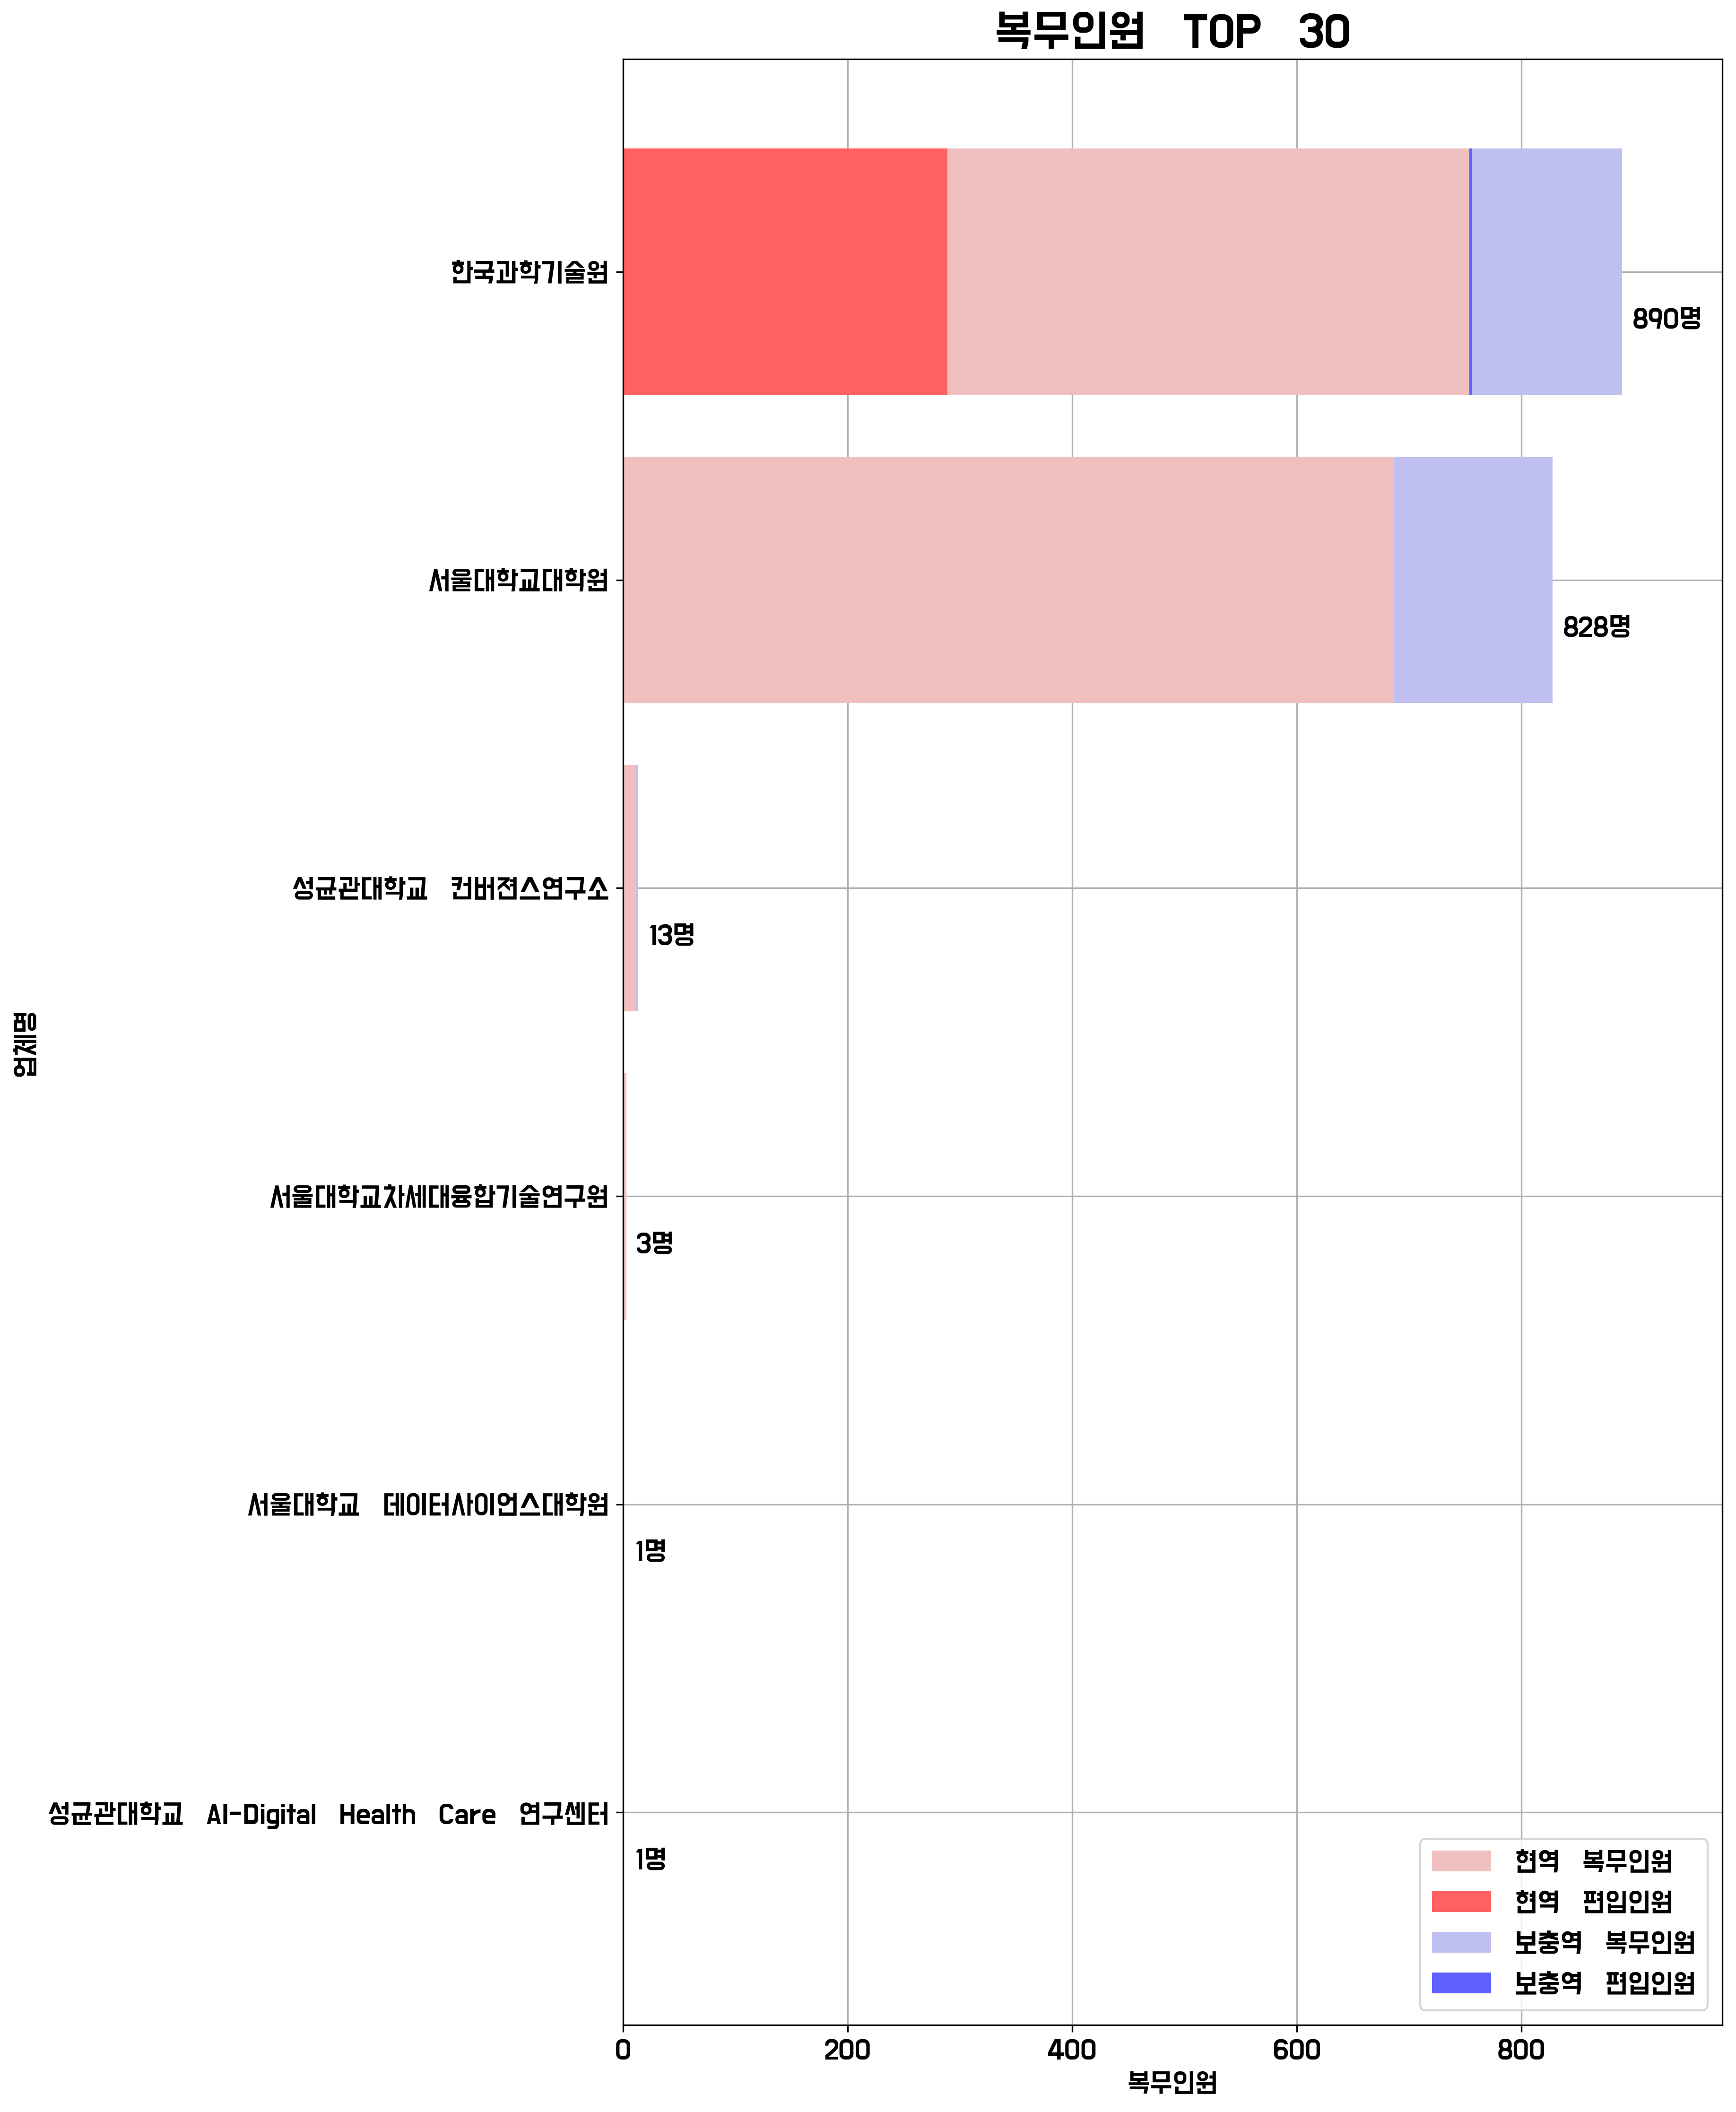 복무인원 TOP 30
한국과학기술원
890명
서울대학교대학원
828명
성균관대학교 컨버젼스연구소
13명
업체명
서울대학교차세대융합기술연구원
3명
서울대학교 데이터사이언스대학원
1명
성균관대학교 AI-Digital Health Care 연구센터
1명
현역 복무인원
현역 편입인원
보충역 복무인원
보충역 편입인원
0 200 400 600 800
복무인원